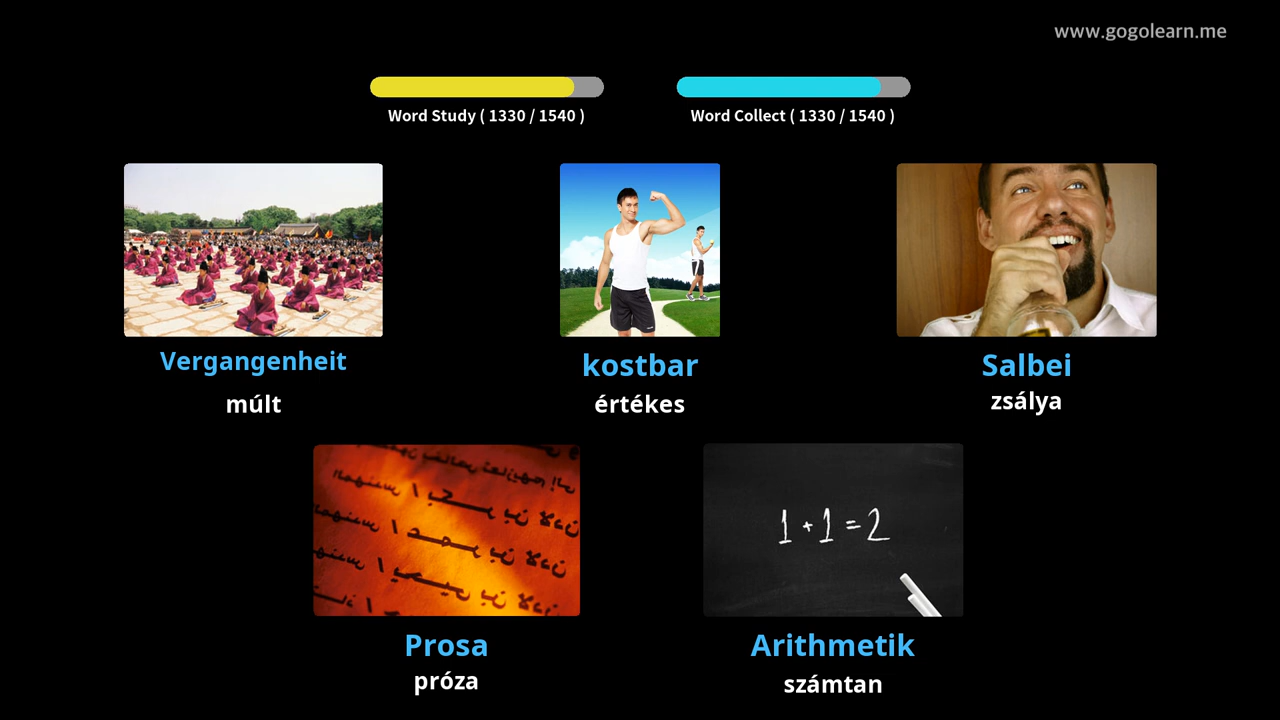 www.gogolearn.me
Word Study ( 1330 / 1540 )
Word Collect ( 1330 / 1540 )
Vergangenheit
múlt
kostbar
értékes
Salbei
zsálya
1 + 1 = 2
Prosa
próza
Arithmetik
számtan